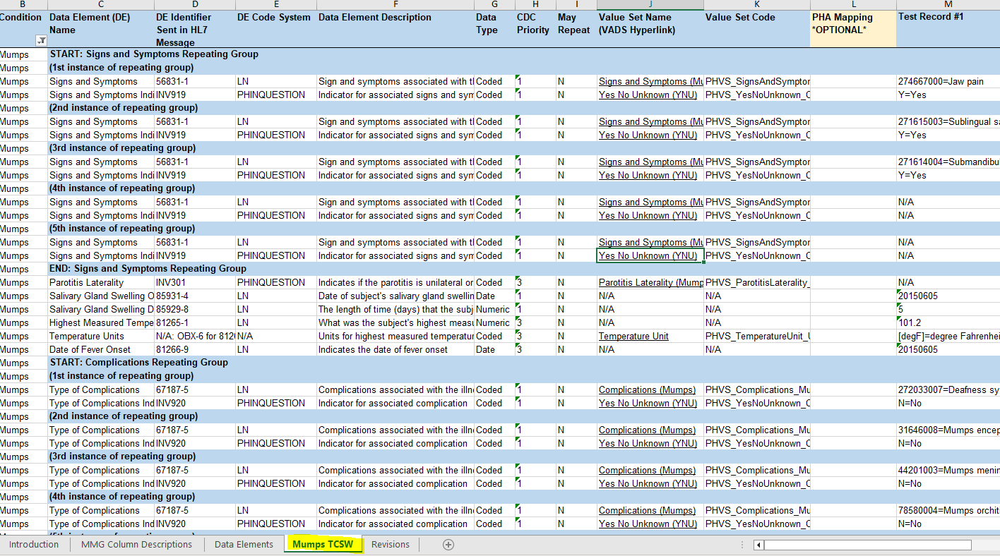 B C D E F G H I J K L M
Condition Data Element (DE) Name DE Identifier Sent in HL7 Message DE Code System Data Element Description Data Type CDC Priority May Repeat Value Set Name (VADS Hyperlink) Value Set Code PHA Mapping *OPTIONAL* Test Record #1
Mumps START: Signs and Symptoms Repeating Group
Mumps (1st instance of repeating group)
Mumps Signs and Symptoms 56831-1 LN Sign and symptoms associated with Coded 1 N Signs and Symptoms (Mu PHVS_SignsAndSymptor 274667000=Jaw pain
Mumps Signs and Symptoms Indi INV919 PHINQUESTION Indicator for associated signs and sym Coded 1 N Yes No Unknown (YNU) PHVS_YesNoUnknown_C Y=Yes
Mumps (2nd instance of repeating group)
Mumps Signs and Symptoms 56831-1 LN Sign and symptoms associated with Coded 1 N Signs and Symptoms (Mu PHVS_SignsAndSymptor 271615003=Sublingual sa
Mumps Signs and Symptoms Indi INV919 PHINQUESTION Indicator for associated signs and sym Coded 1 N Yes No Unknown (YNU) PHVS_YesNoUnknown_C Y=Yes
Mumps (3rd instance of repeating group)
Mumps Signs and Symptoms 56831-1 LN Sign and symptoms associated with Coded 1 N Signs and Symptoms (Mu PHVS_SignsAndSymptor 271614004=Submandibul
Mumps Signs and Symptoms Indi INV919 PHINQUESTION Indicator for associated signs and sym Coded 1 N Yes No Unknown (YNU) PHVS_YesNoUnknown_C Y=Yes
Mumps (4th instance of repeating group)
Mumps Signs and Symptoms 56831-1 LN Sign and symptoms associated with Coded 1 N Signs and Symptoms (Mu PHVS_SignsAndSymptor N/A
Mumps Signs and Symptoms Indi INV919 PHINQUESTION Indicator for associated signs and sym Coded 1 N Yes No Unknown (YNU) PHVS_YesNoUnknown_C N/A
Mumps (5th instance of repeating group)
Mumps Signs and Symptoms 56831-1 LN Sign and symptoms associated with Coded 1 N Signs and Symptoms (Mu PHVS_SignsAndSymptor N/A
Mumps Signs and Symptoms Indi INV919 PHINQUESTION Indicator for associated signs and sym Coded 1 N Yes No Unknown (YNU) PHVS_YesNoUnknown_C N/A
Mumps END: Signs and Symptoms Repeating Group
Mumps Parotitis Laterality INV301 PHINQUESTION Indicates if the parotitis is unilateral or Coded 3 N Parotitis Laterality (Mump PHVS_ParotitisLaterality_ N/A
Mumps Salivary Gland Swelling O 85931-4 LN Date of subject's salivary gland swellin Date 1 N N/A N/A 20150605
Mumps Salivary Gland Swelling D 85929-8 LN The length of time (days) that the subj Numeric 1 N N/A N/A 5
Mumps Highest Measured Tempe 81265-1 LN What was the subject's highest measu Numeric 3 N N/A N/A 101.2
Mumps Temperature Units N/A: OBX-6 for 812 N/A Units for highest measured temperatur Coded 3 N Temperature Unit PHVS_TemperatureUnit_U [degF]=degree Fahrenhei
Mumps Date of Fever Onset 81266-9 LN Indicates the date of fever onset Date 3 N N/A N/A 20150605
Mumps START: Complications Repeating Group
Mumps (1st instance of repeating group)
Mumps Type of Complications 67187-5 LN Complications associated with the illn Coded 1 N Complications (Mumps) PHVS_Complications_Mu 272033007=Deafness sy
Mumps Type of Complications Ind INV920 PHINQUESTION Indicator for associated complication Coded 1 N Yes No Unknown (YNU) PHVS_YesNoUnknown_C N=No
Mumps (2nd instance of repeating group)
Mumps Type of Complications 67187-5 LN Complications associated with the illn Coded 1 N Complications (Mumps) PHVS_Complications_Mu 31646008=Mumps encep
Mumps Type of Complications Ind INV920 PHINQUESTION Indicator for associated complication Coded 1 N Yes No Unknown (YNU) PHVS_YesNoUnknown_C N=No
Mumps (3rd instance of repeating group)
Mumps Type of Complications 67187-5 LN Complications associated with the illn Coded 1 N Complications (Mumps) PHVS_Complications_Mu 44201003=Mumps menin
Mumps Type of Complications Ind INV920 PHINQUESTION Indicator for associated complication Coded 1 N Yes No Unknown (YNU) PHVS_YesNoUnknown_C N=No
Mumps (4th instance of repeating group)
Mumps Type of Complications 67187-5 LN Complications associated with the illn Coded 1 N Complications (Mumps) PHVS_Complications_Mu 78580004=Mumps orchit
Mumps Type of Complications Ind INV920 PHINQUESTION Indicator for associated complication Coded 1 N Yes No Unknown (YNU) PHVS_YesNoUnknown_C N=No
Introduction MMG Column Descriptions Data Elements Mumps TCSW Revisions